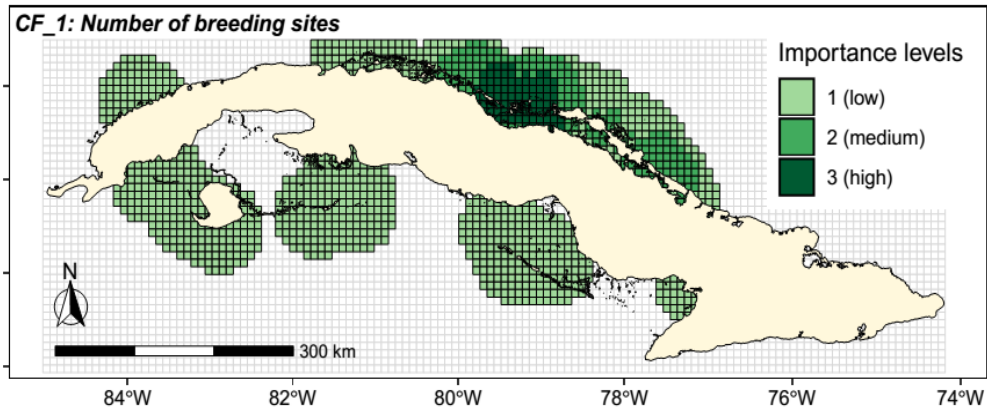 CF_1: Number of breeding sites
Importance levels
1 (low)
2 (medium)
3 (high)
N
300 km
84°W 82°W 80°W 78°W 76°W 74°W